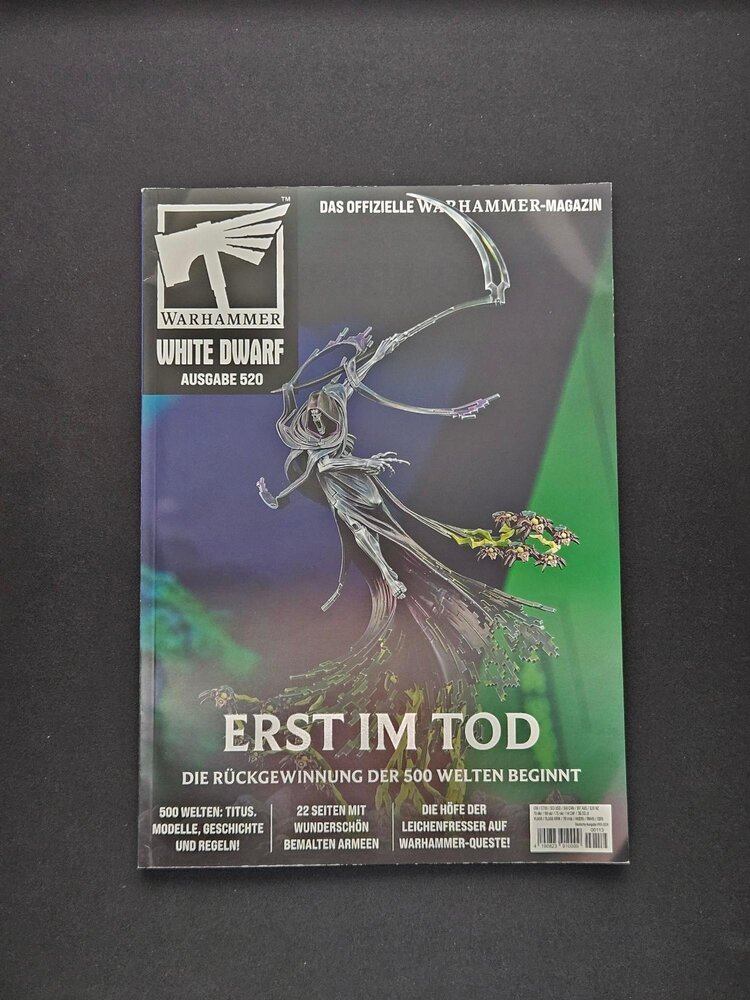 DAS OFFIZIELLE WARHAMMER-MAGAZIN
TM
WARHAMMER
WHITE DWARF
AUSGABE 520
ERST IM TOD
DIE RÜCKGEWINNUNG DER 500 WELTEN BEGINNT
500 WELTEN: TITUS,
MODELLE, GESCHICHTE
UND REGELN!
22 SEITEN MIT
WUNDERSCHÖN
BEMALTEN ARMEEN
DIE HÖFE DER
LEICHENFRESSER AUF
WARHAMMER-QUESTE!
00113